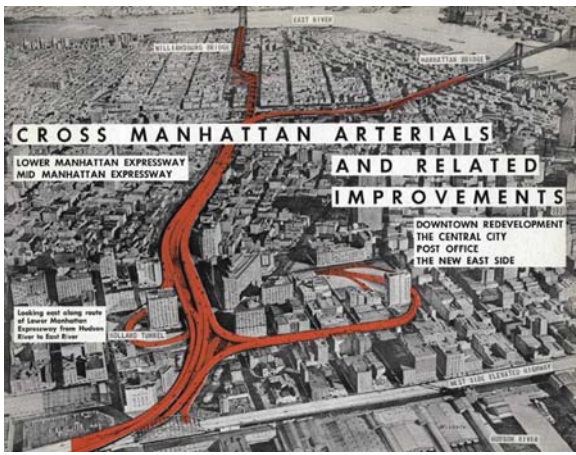 EAST RIVER
WILLIAMSBURG BRIDGE
MANHATTAN BRIDGE
CROSS MANHATTAN ARTERIALS
AND RELATED
IMPROVEMENTS
LOWER MANHATTAN EXPRESSWAY
MID MANHATTAN EXPRESSWAY
DOWNTOWN REDEVELOPMENT
THE CENTRAL CITY
POST OFFICE
THE NEW EAST SIDE
Looking east along route
of Lower Manhattan
Expressway from Hudson
River to East River
HOLLAND TUNNEL
WEST SIDE ELEVATED HIGHWAY
HUDSON RIVER